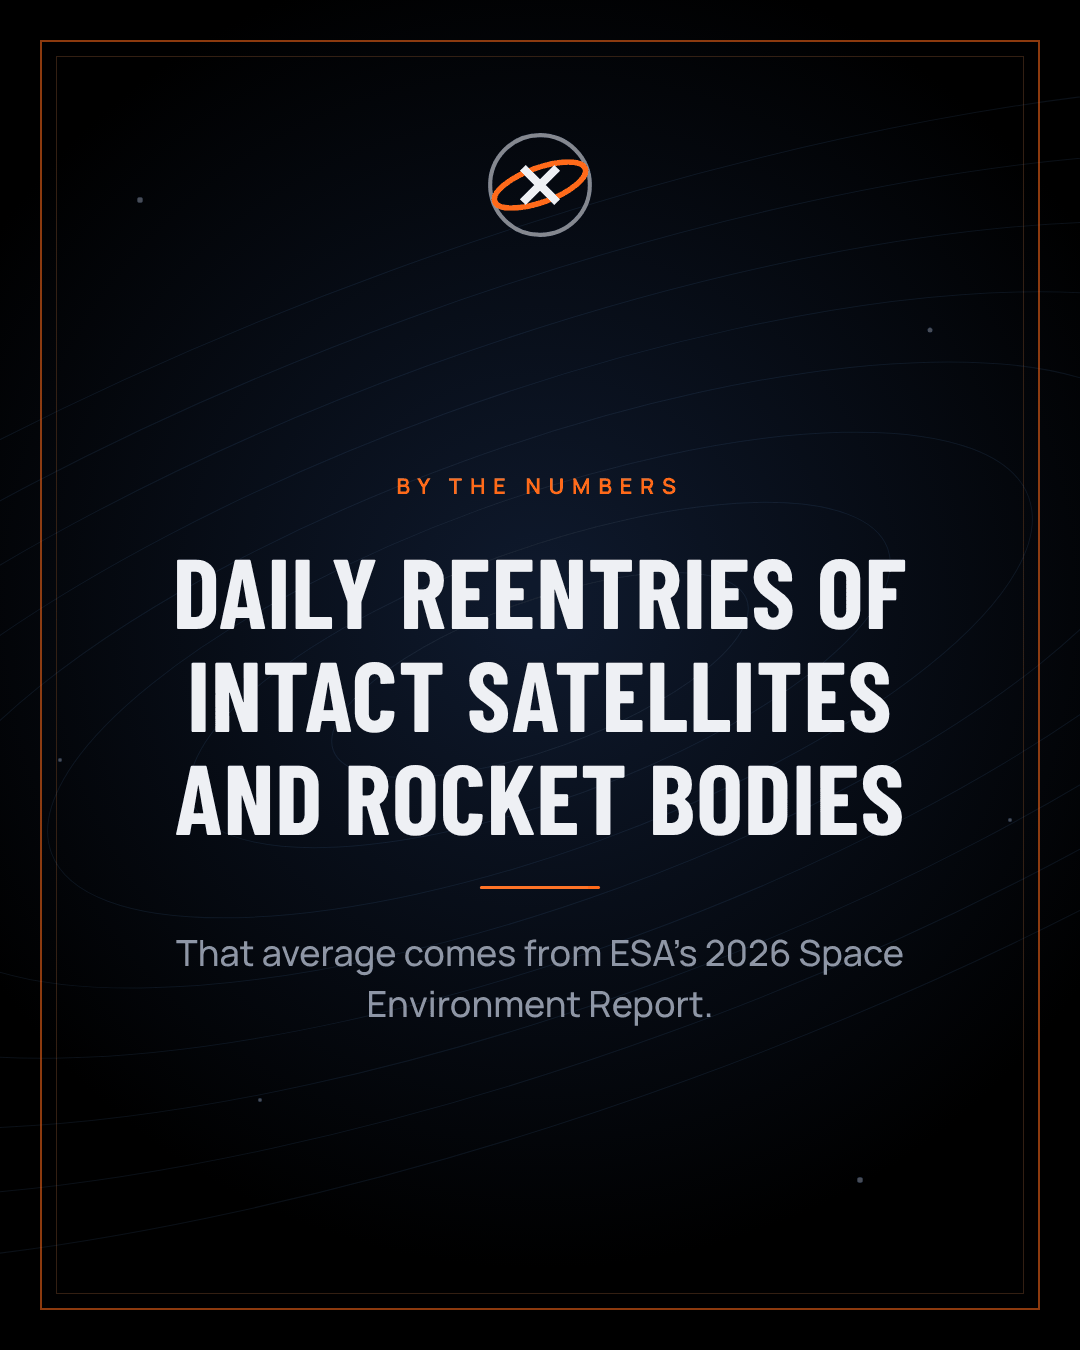 BY THE NUMBERS
DAILY REENTRIES OF
INTACT SATELLITES
AND ROCKET BODIES
That average comes from ESA’s 2026 Space
Environment Report.